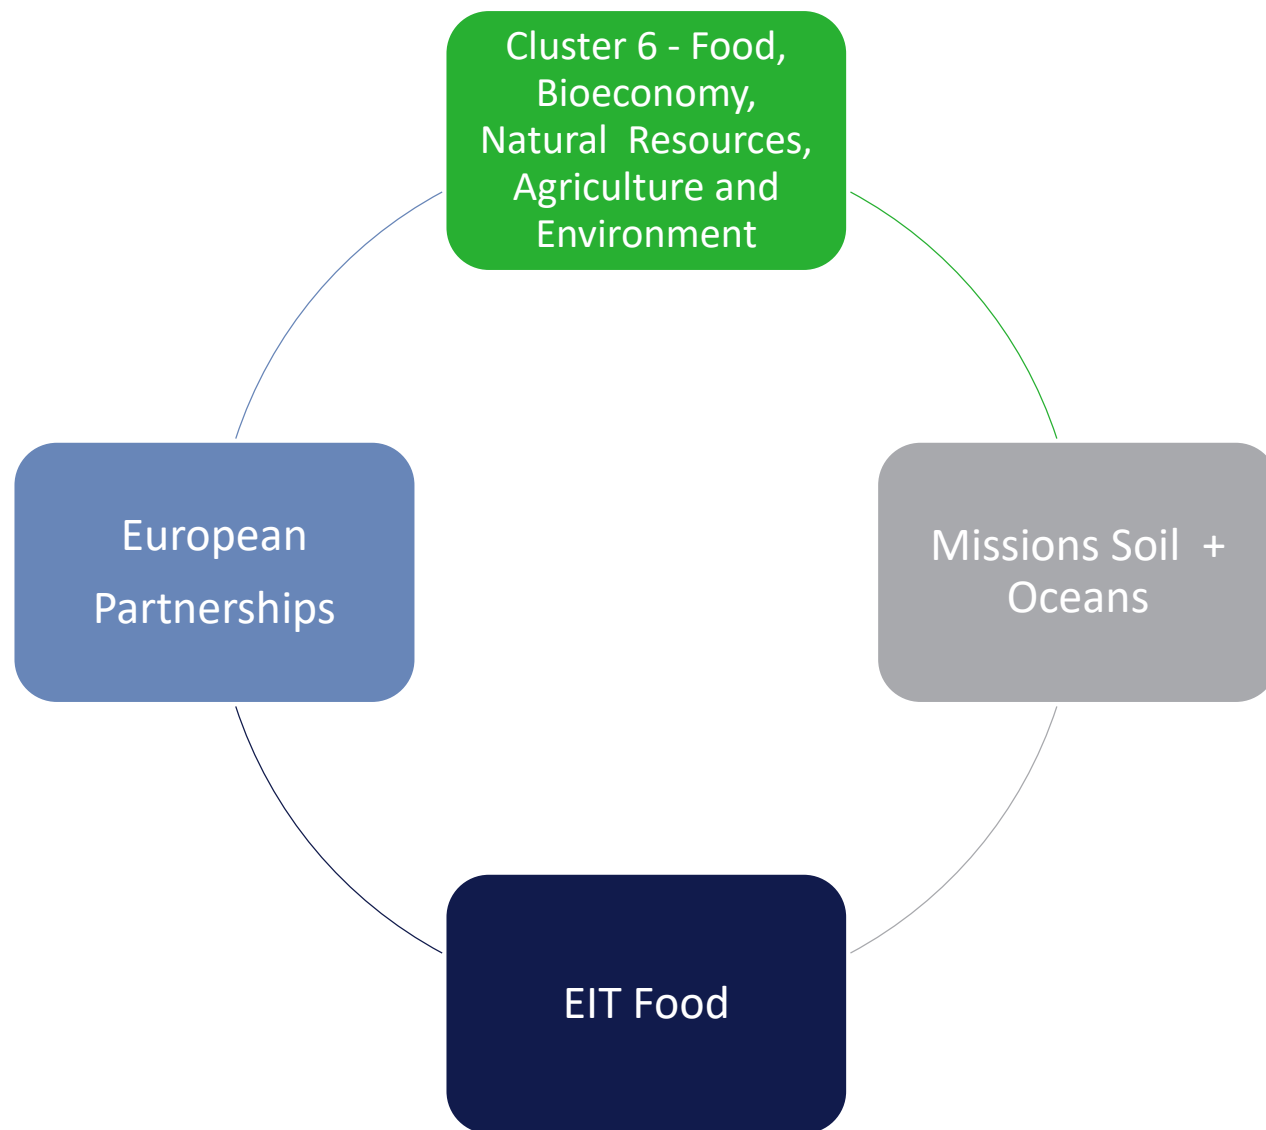 Cluster 6 - Food,
Bioeconomy,
Natural  Resources,
Agriculture and
Environment
European
Partnerships
Missions Soil  +
Oceans
EIT Food